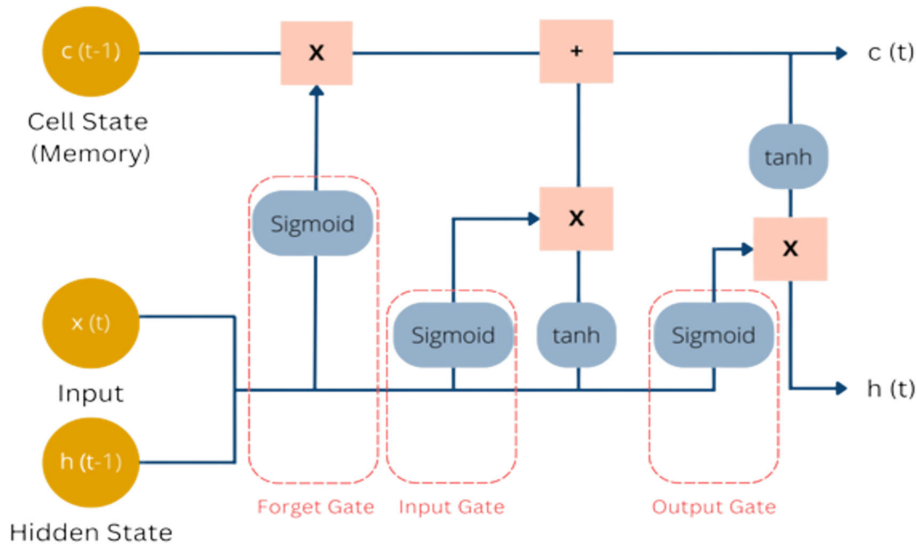 c (t-1)
X
+
c (t)
Cell State
(Memory)
tanh
Sigmoid
X
X
x (t)
Sigmoid
tanh
Sigmoid
Input
h (t)
h (t-1)
Forget Gate
Input Gate
Output Gate
Hidden State